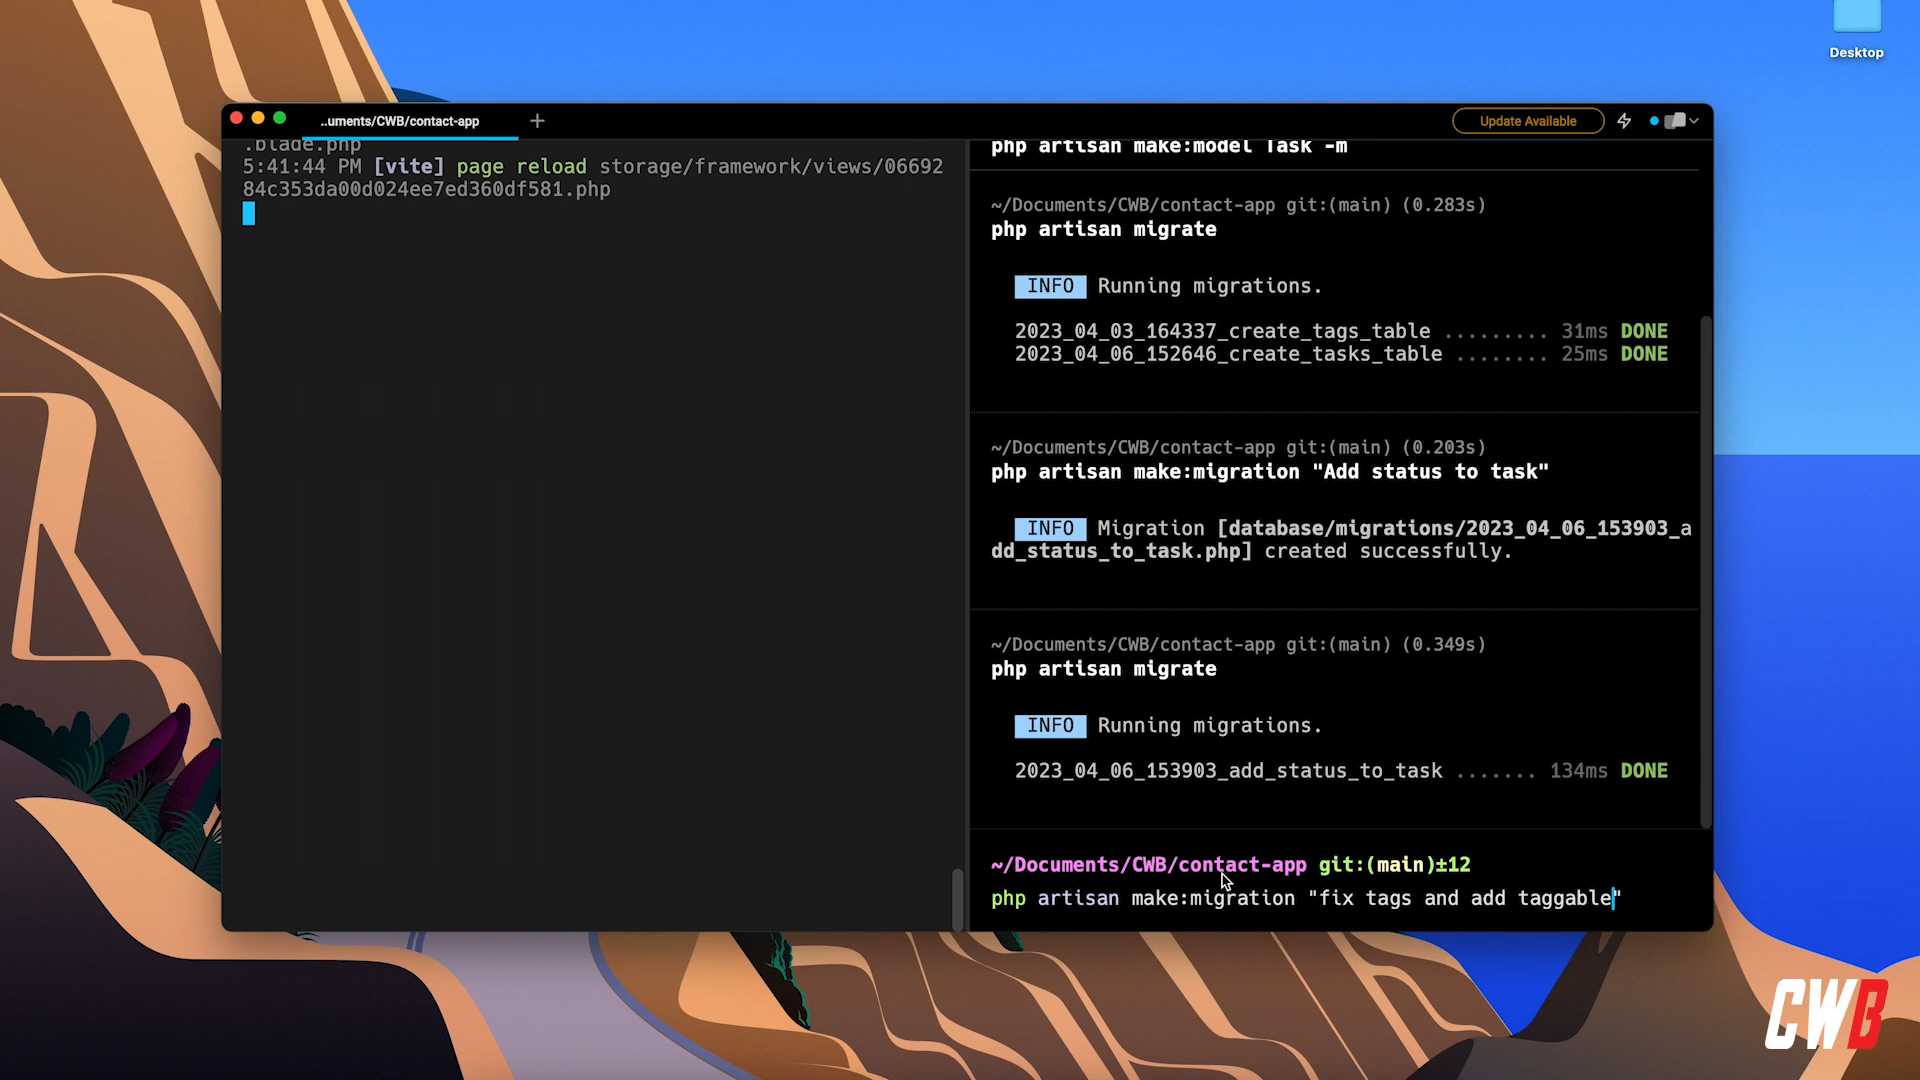 Desktop
..uments/CWB/contact-app
+
Update Available
.blade.php
5:41:44 PM [vite] page reload storage/framework/views/06692
84c353da00d024ee7ed360df581.php
php artisan make:model Task -m
~/Documents/CWB/contact-app git:(main) (0.283s)
php artisan migrate
INFO Running migrations.
2023_04_03_164337_create_tags_table ......... 31ms DONE
2023_04_06_152646_create_tasks_table ........ 25ms DONE
~/Documents/CWB/contact-app git:(main) (0.203s)
php artisan make:migration "Add status to task"
INFO Migration [database/migrations/2023_04_06_153903_a
dd_status_to_task.php] created successfully.
~/Documents/CWB/contact-app git:(main) (0.349s)
php artisan migrate
INFO Running migrations.
2023_04_06_153903_add_status_to_task ....... 134ms DONE
~/Documents/CWB/contact-app git:(main)±12
php artisan make:migration "fix tags and add taggable"
CWB